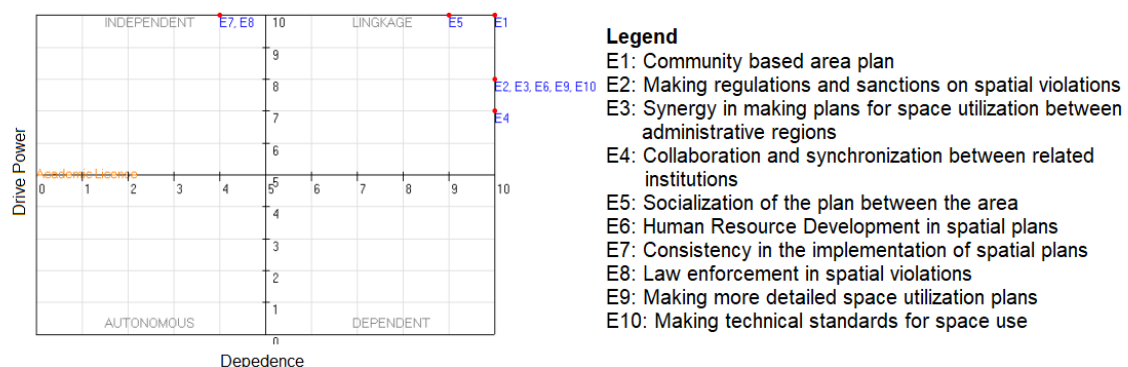 INDEPENDENT
E7, E8
10
LINGKAGE
E5
E1
9
8
E2, E3, E6, E9, E10
7
E4
6
Drive Power
Academic License
5
0 1 2 3 4 5 6 7 8 9 10
4
3
2
1
AUTONOMOUS
DEPENDENT
0
Depedence
Legend
E1: Community based area plan
E2: Making regulations and sanctions on spatial violations
E3: Synergy in making plans for space utilization between
administrative regions
E4: Collaboration and synchronization between related
institutions
E5: Socialization of the plan between the area
E6: Human Resource Development in spatial plans
E7: Consistency in the implementation of spatial plans
E8: Law enforcement in spatial violations
E9: Making more detailed space utilization plans
E10: Making technical standards for space use